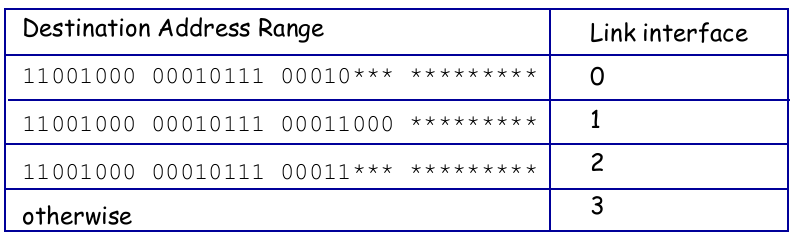 Destination Address Range Link interface
11001000 00010111 00010*** ********* 0
11001000 00010111 00011000 ********* 1
11001000 00010111 00011*** ********* 2
otherwise 3